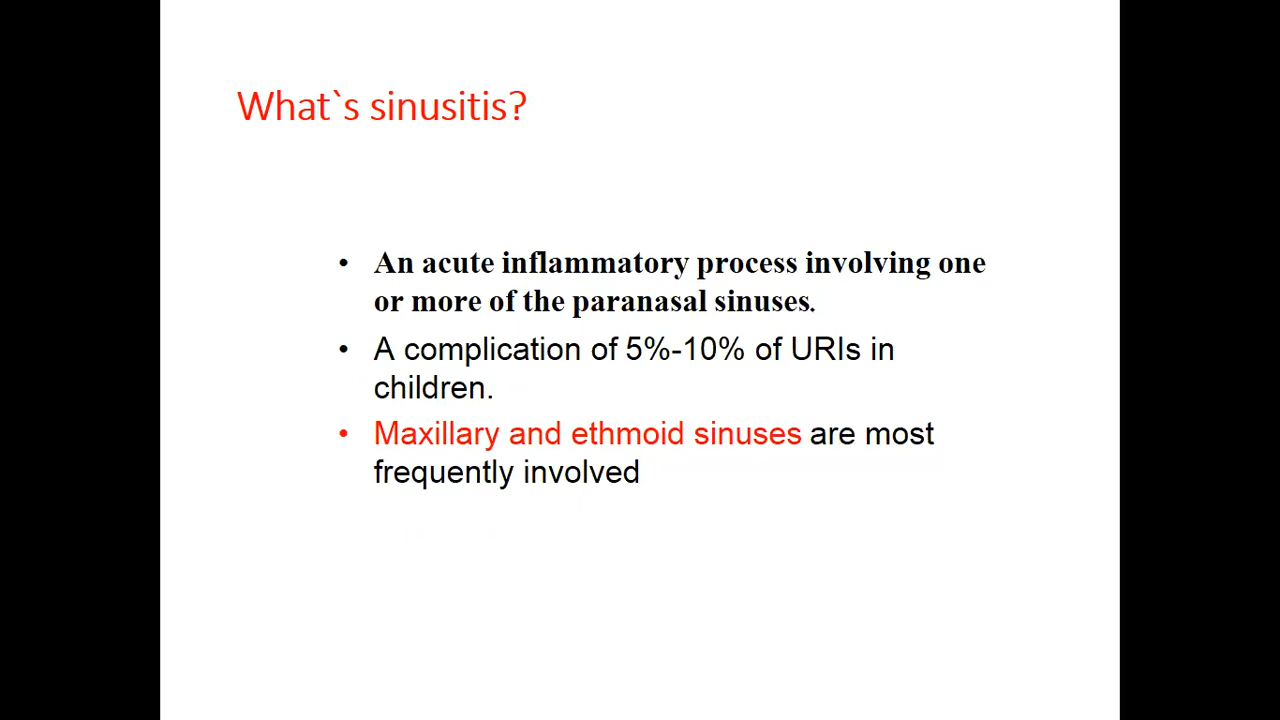 What`s sinusitis?
• An acute inflammatory process involving one
or more of the paranasal sinuses.
• A complication of 5%-10% of URIs in
children.
• Maxillary and ethmoid sinuses are most
frequently involved